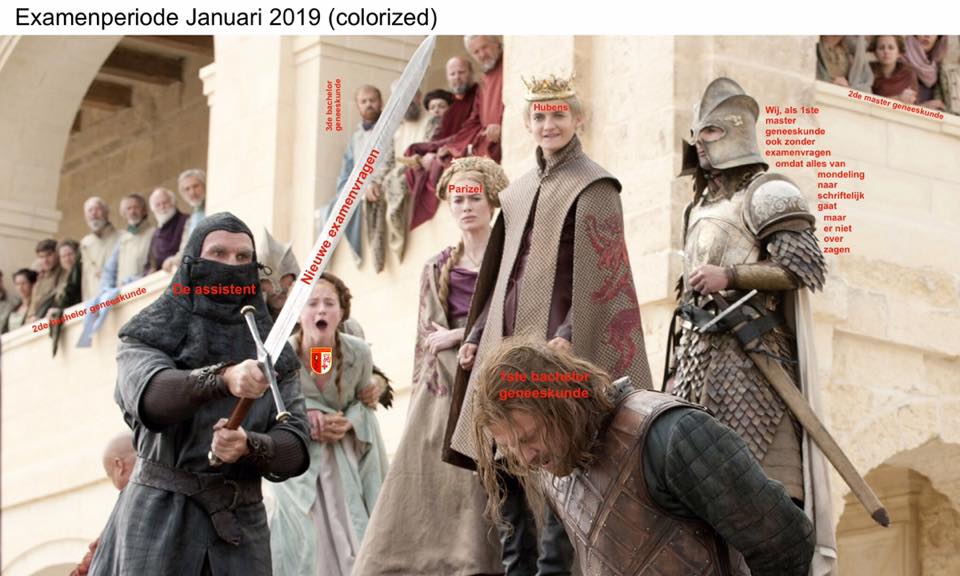 Examenperiode Januari 2019 (colorized)
3de bachelor
geneeskunde
Hubens
2de master geneeskunde
Wij, als 1ste
master
geneeskunde
ook zonder
examenvragen
omdat alles van
mondeling
naar
schriftelijk
gaat
maar
er niet
over
zagen
Parizel
Nieuwe examenvragen
De assistent
2de bachelor geneeskunde
1ste bachelor
geneeskunde